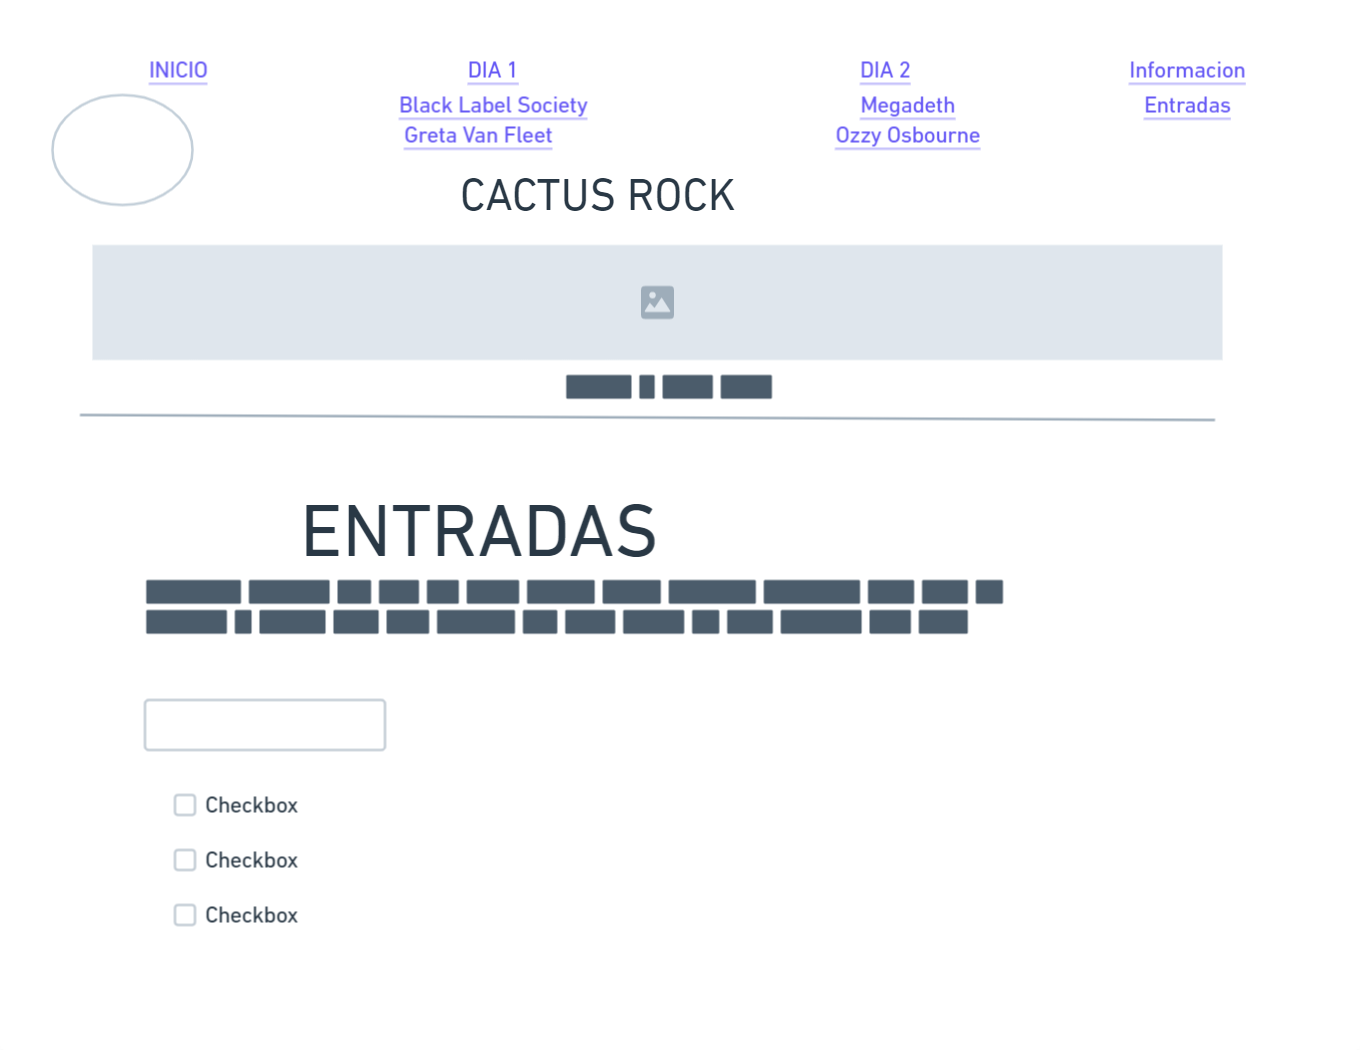 INICIO DIA 1 DIA 2 Informacion
Black Label Society Megadeth Entradas
Greta Van Fleet Ozzy Osbourne
CACTUS ROCK
ENTRADAS
Checkbox
Checkbox
Checkbox